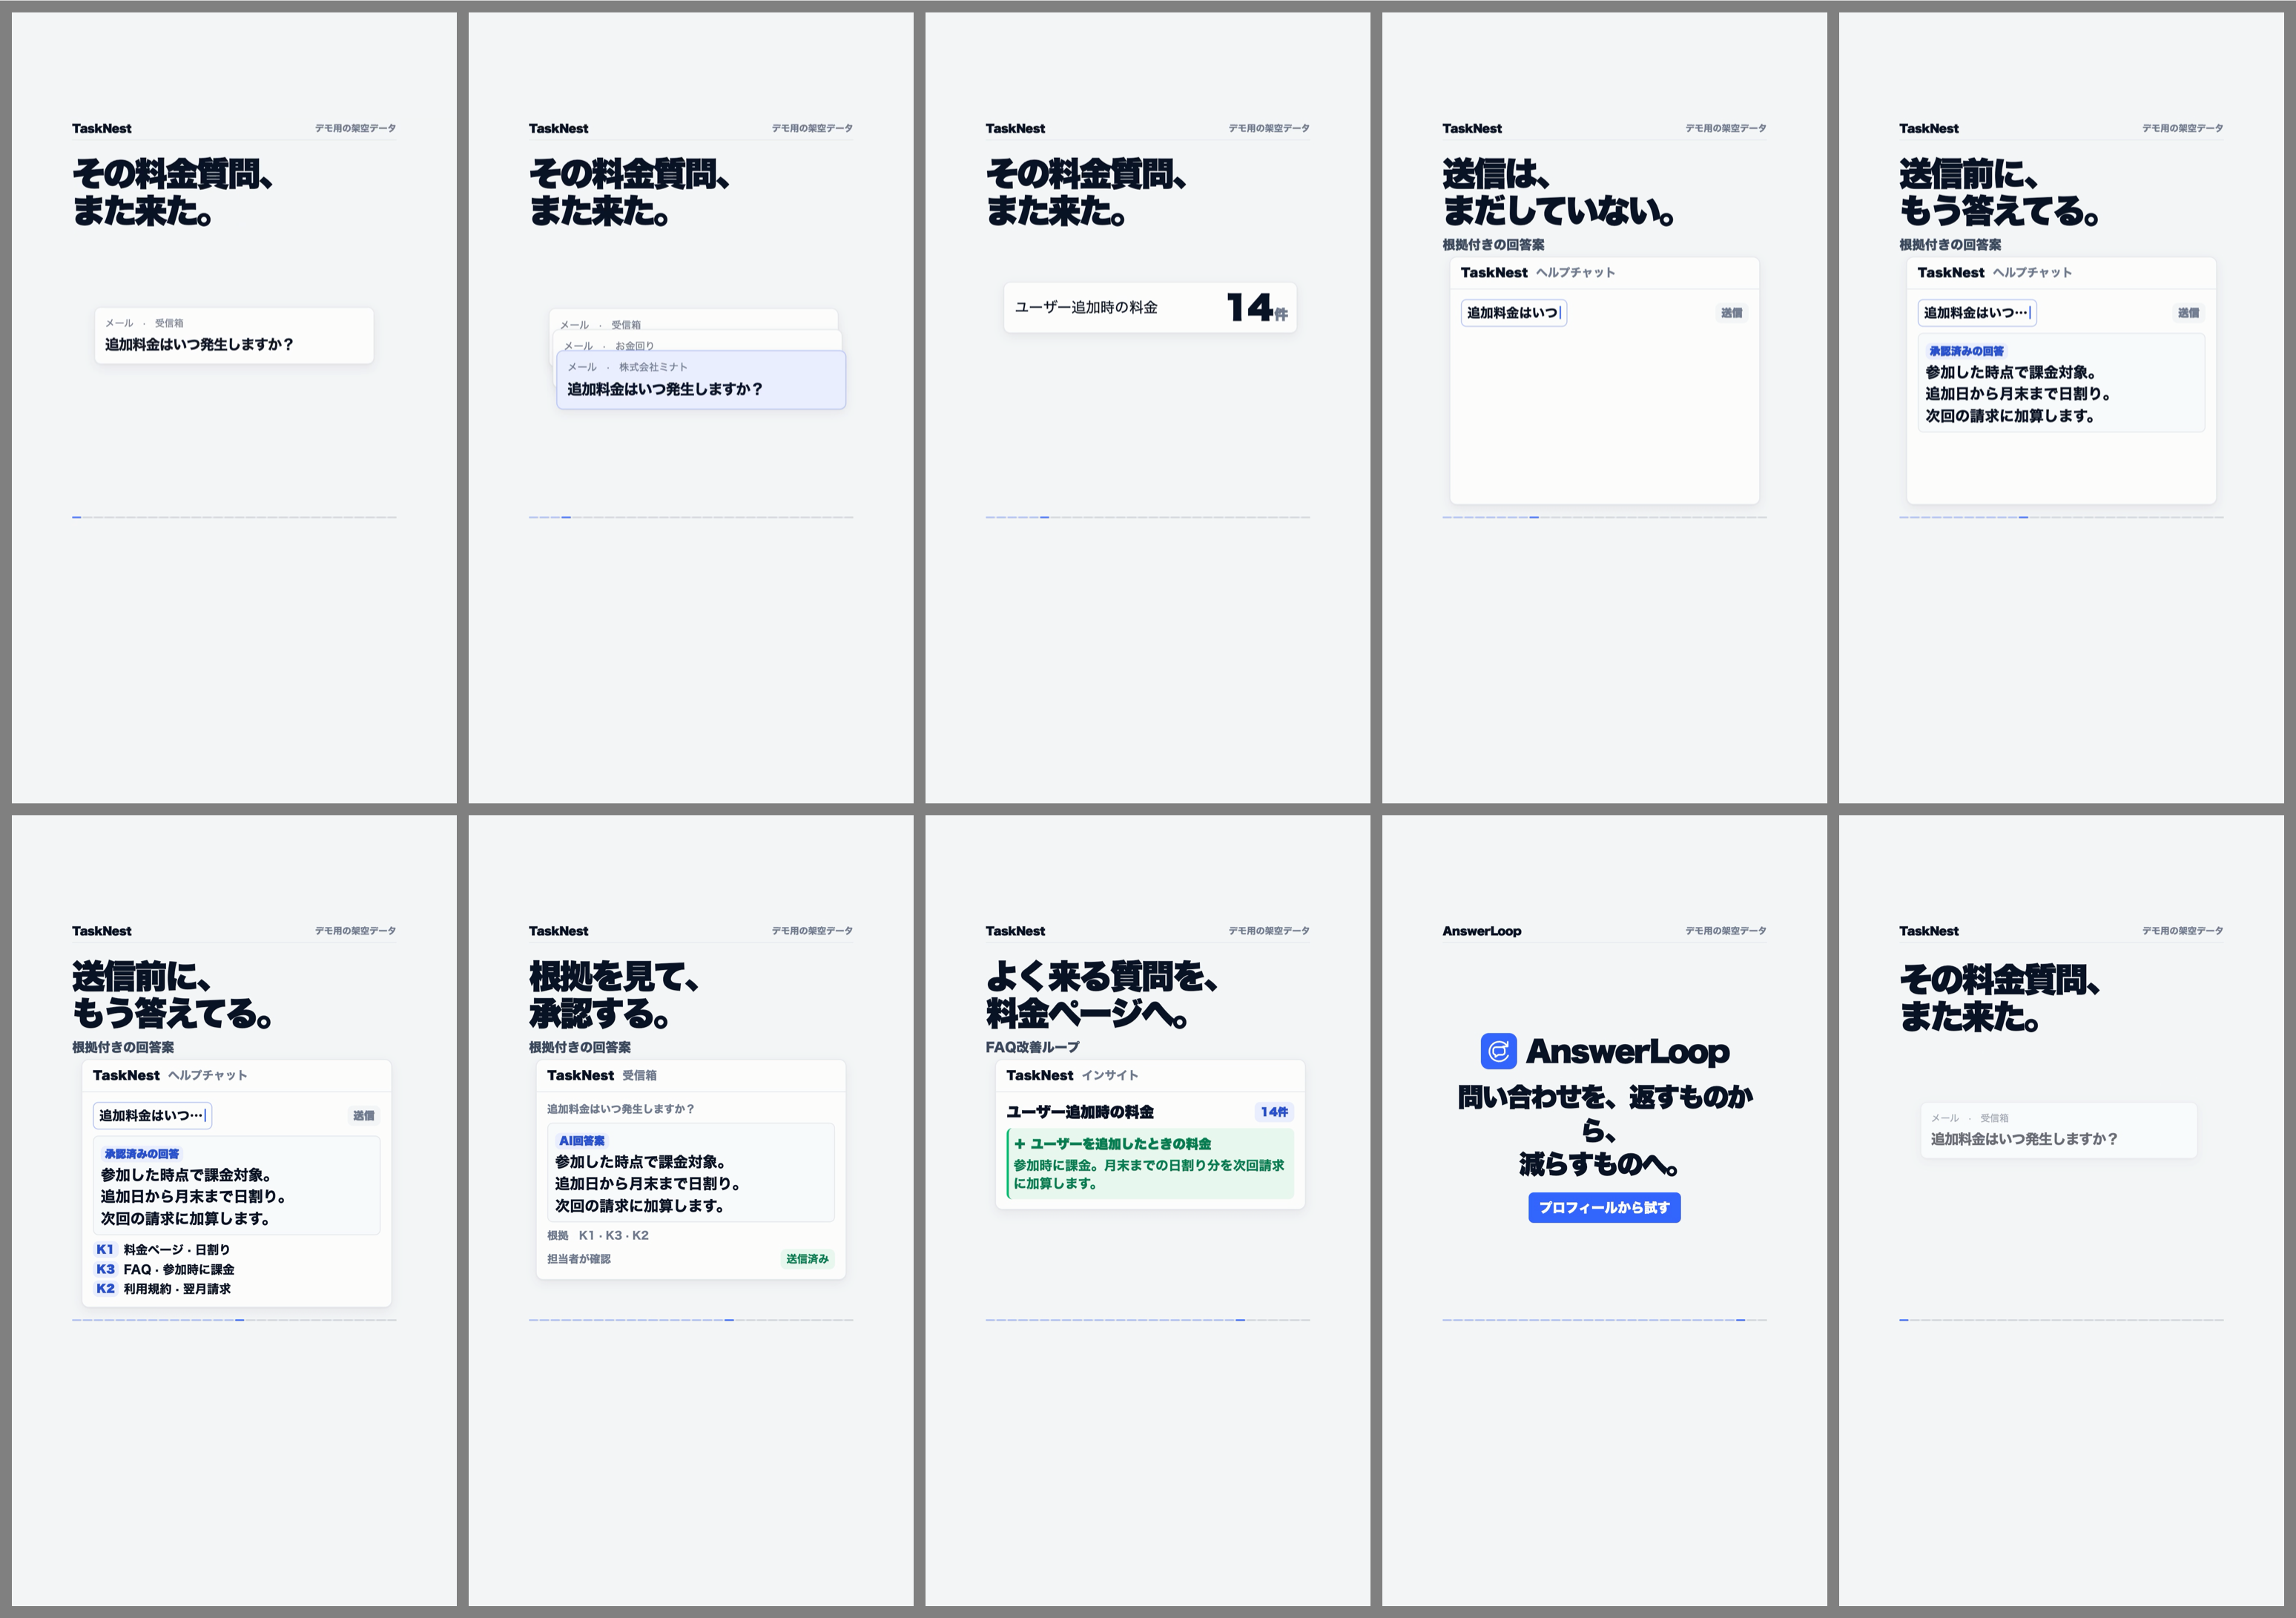 TaskNest デモ用の架空データ
その料金質問、
また来た。
メール · 受信箱
追加料金はいつ発生しますか？
TaskNest デモ用の架空データ
その料金質問、
また来た。
メール · 受信箱
メール · お金回り
メール · 株式会社ミナト
追加料金はいつ発生しますか？
TaskNest デモ用の架空データ
その料金質問、
また来た。
ユーザー追加時の料金 14件
TaskNest デモ用の架空データ
送信は、
まだしていない。
根拠付きの回答案
TaskNest ヘルプチャット
追加料金はいつ 送信
TaskNest デモ用の架空データ
送信前に、
もう答えてる。
根拠付きの回答案
TaskNest ヘルプチャット
追加料金はいつ… 送信
承認済みの回答
参加した時点で課金対象。
追加日から月末まで日割り。
次回の請求に加算します。
TaskNest デモ用の架空データ
送信前に、
もう答えてる。
根拠付きの回答案
TaskNest ヘルプチャット
追加料金はいつ… 送信
承認済みの回答
参加した時点で課金対象。
追加日から月末まで日割り。
次回の請求に加算します。
K1 料金ページ · 日割り
K3 FAQ · 参加時に課金
K2 利用規約 · 翌月請求
TaskNest デモ用の架空データ
根拠を見て、
承認する。
根拠付きの回答案
TaskNest 受信箱
追加料金はいつ発生しますか？
AI回答案
参加した時点で課金対象。
追加日から月末まで日割り。
次回の請求に加算します。
根拠 K1 · K3 · K2
担当者が確認 送信済み
TaskNest デモ用の架空データ
よく来る質問を、
料金ページへ。
FAQ改善ループ
TaskNest インサイト
ユーザー追加時の料金 14件
+ ユーザーを追加したときの料金
参加時に課金。月末までの日割り分を次回請求
に加算します。
AnswerLoop デモ用の架空データ
AnswerLoop
問い合わせを、返すものか
ら、
減らすものへ。
プロフィールから試す
TaskNest デモ用の架空データ
その料金質問、
また来た。
メール · 受信箱
追加料金はいつ発生しますか？